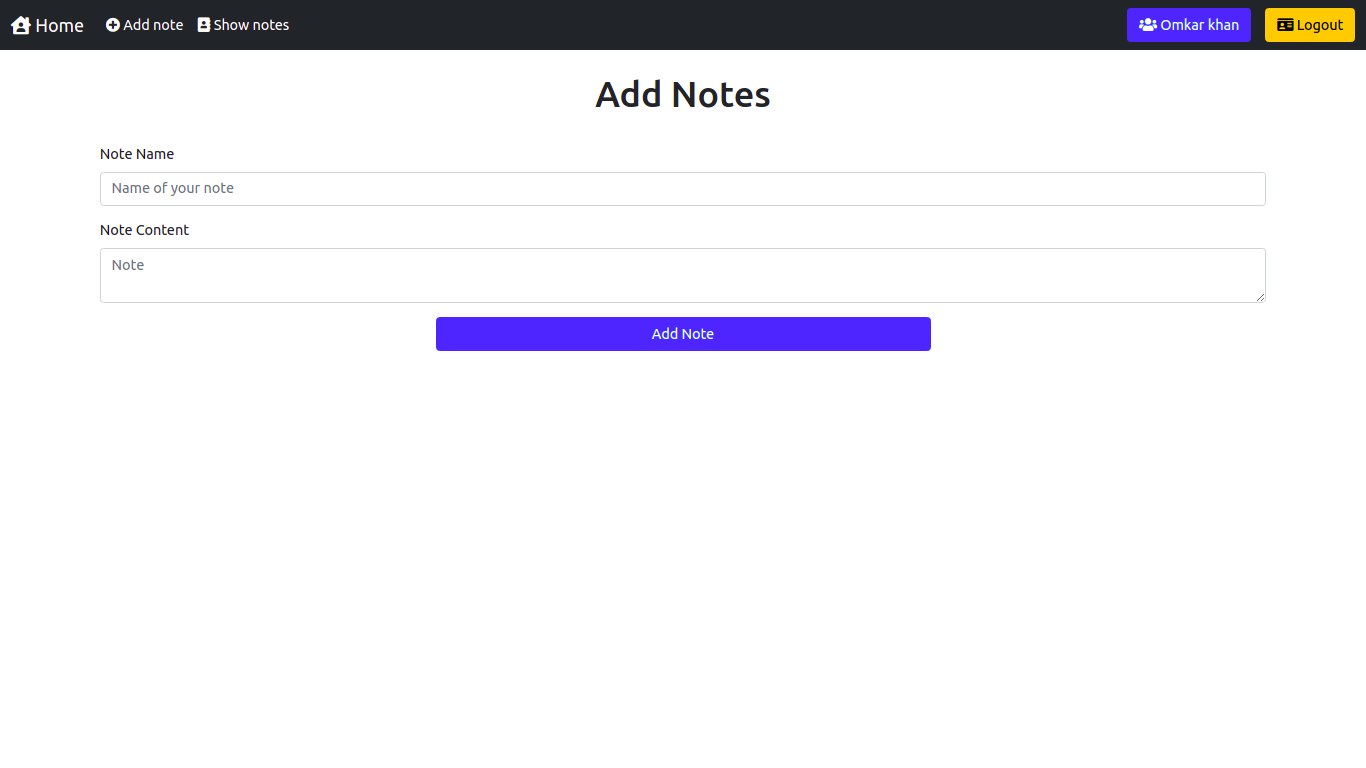 Home Add note Show notes Omkar khan Logout
Add Notes
Note Name
Name of your note
Note Content
Note
Add Note